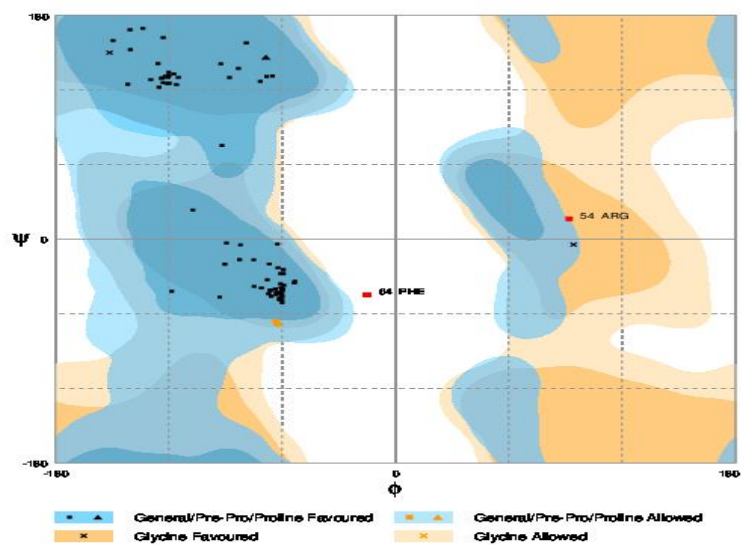 180
54 ARG
Ψ 0
64 PHE
-180
-180 0 180
Φ
General/Pre-Pro/Proline Favoured General/Pre-Pro/Proline Allowed
Glycine Favoured Glycine Allowed